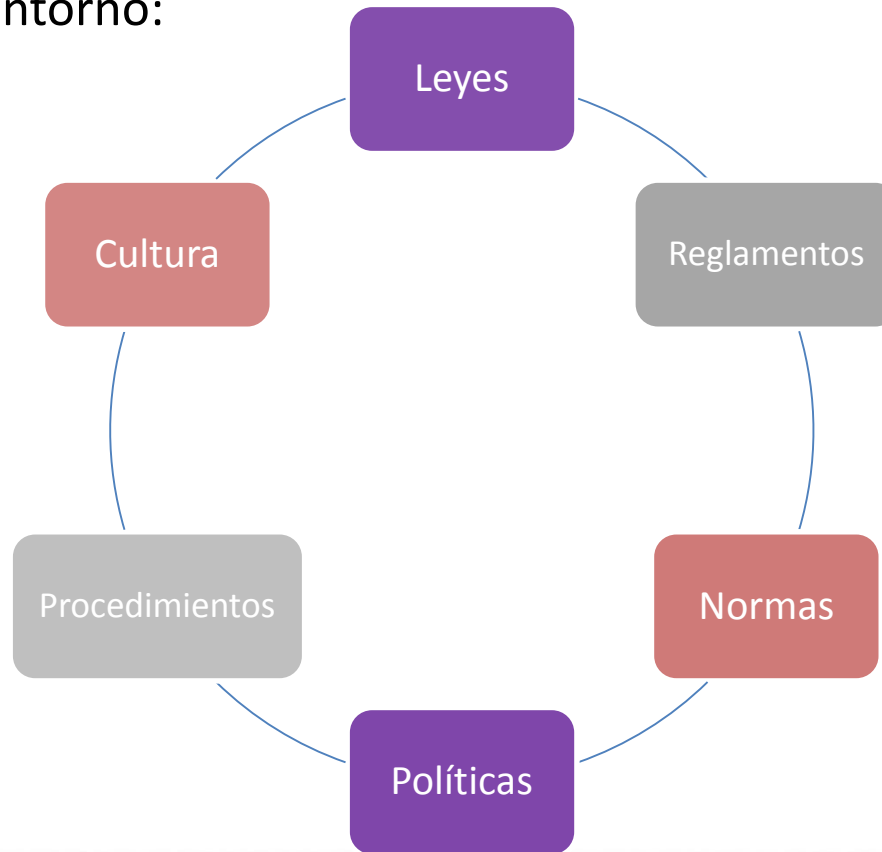 ntorno:
Leyes
Reglamentos
Normas
Políticas
Procedimientos
Cultura